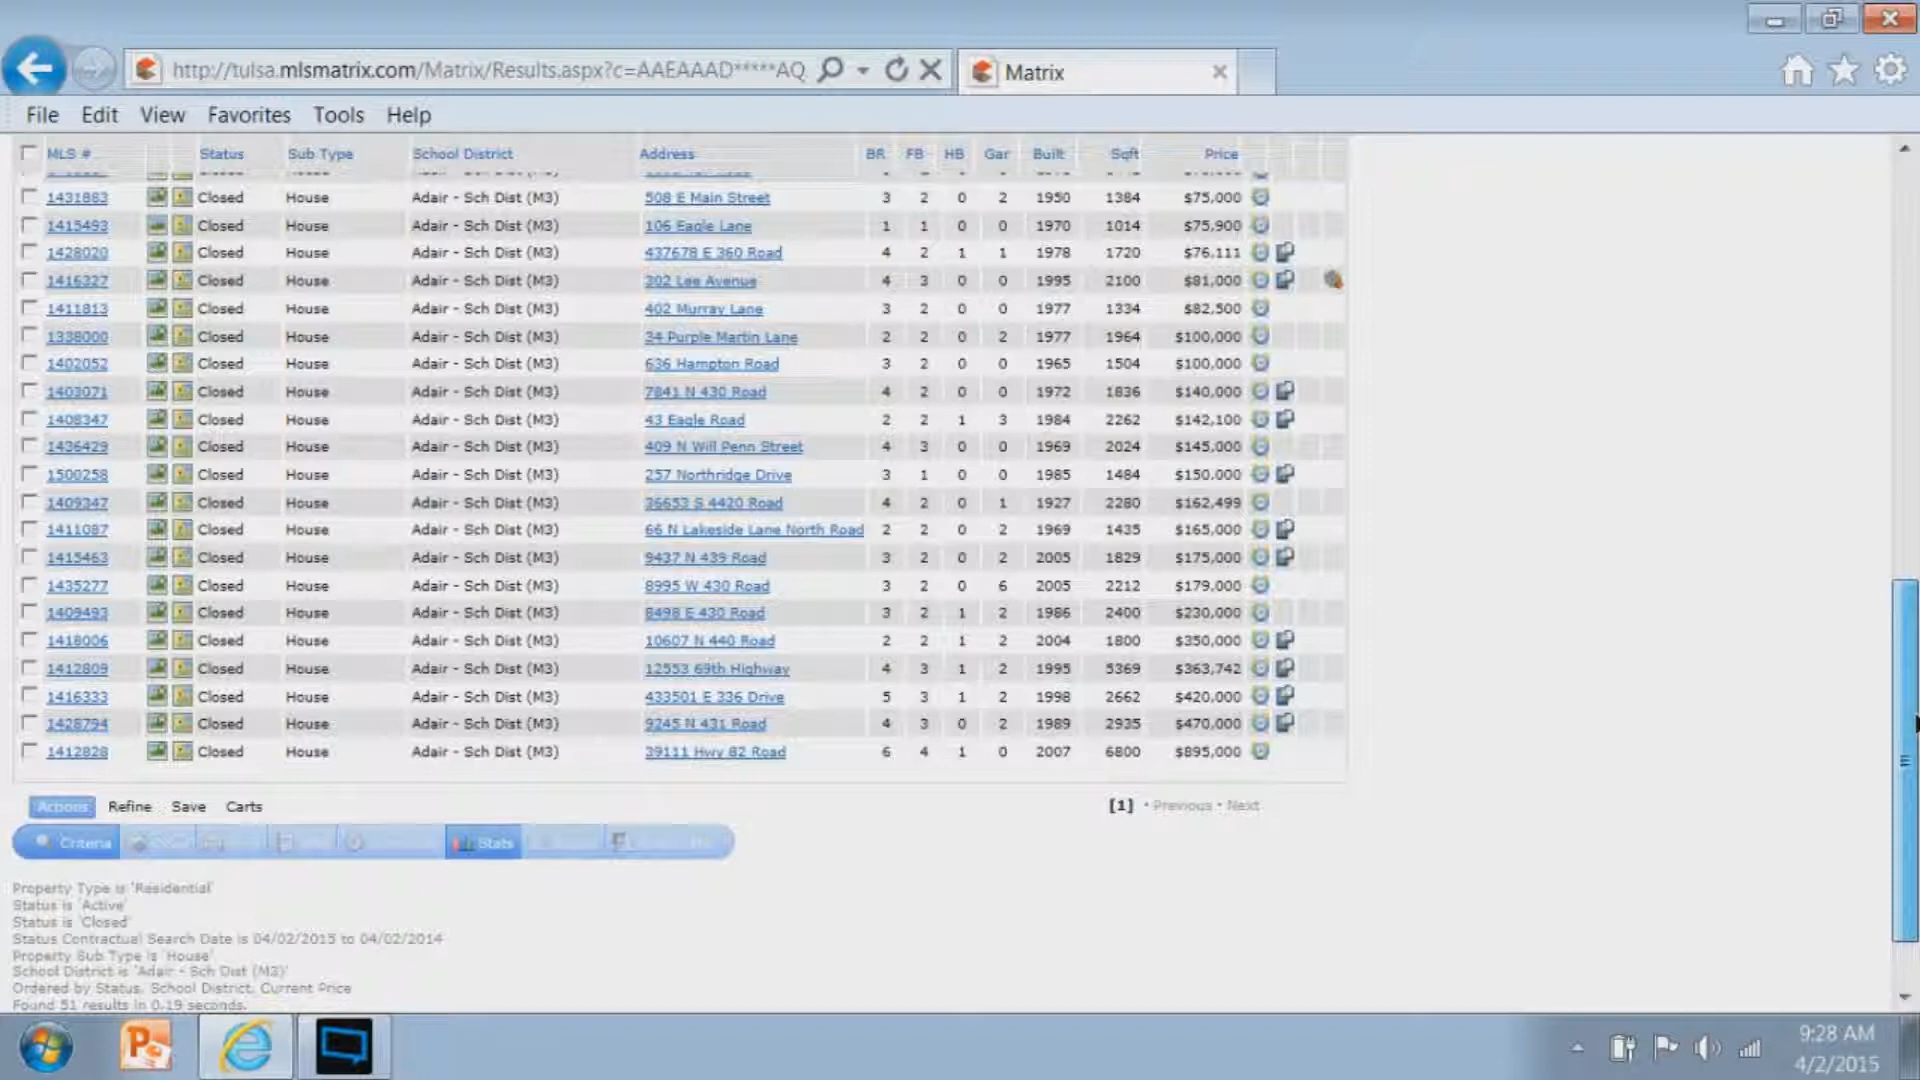 http://tulsa.mlsmatrix.com/Matrix/Results.aspx?c=AAEAAAD*****AQ
Matrix
File Edit View Favorites Tools Help
MLS # Status Sub Type School District Address BR FB HB Gar Built Sqft Price
1431883 Closed House Adair - Sch Dist (M3) 508 E Main Street 3 2 0 2 1950 1384 $75,000
1415493 Closed House Adair - Sch Dist (M3) 106 Eagle Lane 1 1 0 0 1970 1014 $75,900
1428020 Closed House Adair - Sch Dist (M3) 437678 E 360 Road 4 2 1 1 1978 1720 $76,111
1416327 Closed House Adair - Sch Dist (M3) 302 Lee Avenue 4 3 0 0 1995 2100 $81,000
1411813 Closed House Adair - Sch Dist (M3) 402 Murray Lane 3 2 0 0 1977 1334 $82,500
1338000 Closed House Adair - Sch Dist (M3) 34 Purple Martin Lane 2 2 0 2 1977 1964 $100,000
1402052 Closed House Adair - Sch Dist (M3) 636 Hampton Road 3 2 0 0 1965 1504 $100,000
1403071 Closed House Adair - Sch Dist (M3) 7841 N 430 Road 4 2 0 0 1972 1836 $140,000
1408347 Closed House Adair - Sch Dist (M3) 43 Eagle Road 2 2 1 3 1984 2262 $142,100
1436429 Closed House Adair - Sch Dist (M3) 409 N Will Penn Street 4 3 0 0 1969 2024 $145,000
1500258 Closed House Adair - Sch Dist (M3) 257 Northridge Drive 3 1 0 0 1985 1484 $150,000
1409347 Closed House Adair - Sch Dist (M3) 36653 S 4420 Road 4 2 0 1 1927 2280 $162,499
1411087 Closed House Adair - Sch Dist (M3) 66 N Lakeside Lane North Road 2 2 0 2 1969 1435 $165,000
1415463 Closed House Adair - Sch Dist (M3) 9437 N 439 Road 3 2 0 2 2005 1829 $175,000
1435277 Closed House Adair - Sch Dist (M3) 8995 W 430 Road 3 2 0 6 2005 2212 $179,000
1409493 Closed House Adair - Sch Dist (M3) 8498 E 430 Road 3 2 1 2 1986 2400 $230,000
1418006 Closed House Adair - Sch Dist (M3) 10607 N 440 Road 2 2 1 2 2004 1800 $350,000
1412809 Closed House Adair - Sch Dist (M3) 12553 69th Highway 4 3 1 2 1995 5369 $363,742
1416333 Closed House Adair - Sch Dist (M3) 433501 E 336 Drive 5 3 1 2 1998 2662 $420,000
1428794 Closed House Adair - Sch Dist (M3) 9245 N 431 Road 4 3 0 2 1989 2935 $470,000
1412828 Closed House Adair - Sch Dist (M3) 39111 Hwy 82 Road 6 4 1 0 2007 6800 $895,000
Actions Refine Save Carts [1] • Previous • Next
Criteria Stats
Property Type is 'Residential'
Status is 'Active'
Status is 'Closed'
Status Contractual Search Date is 04/02/2015 to 04/02/2014
Property Sub Type is 'House'
School District is 'Adair - Sch Dist (M3)'
Ordered by Status, School District, Current Price
Found 51 results in 0.19 seconds.
9:28 AM
4/2/2015